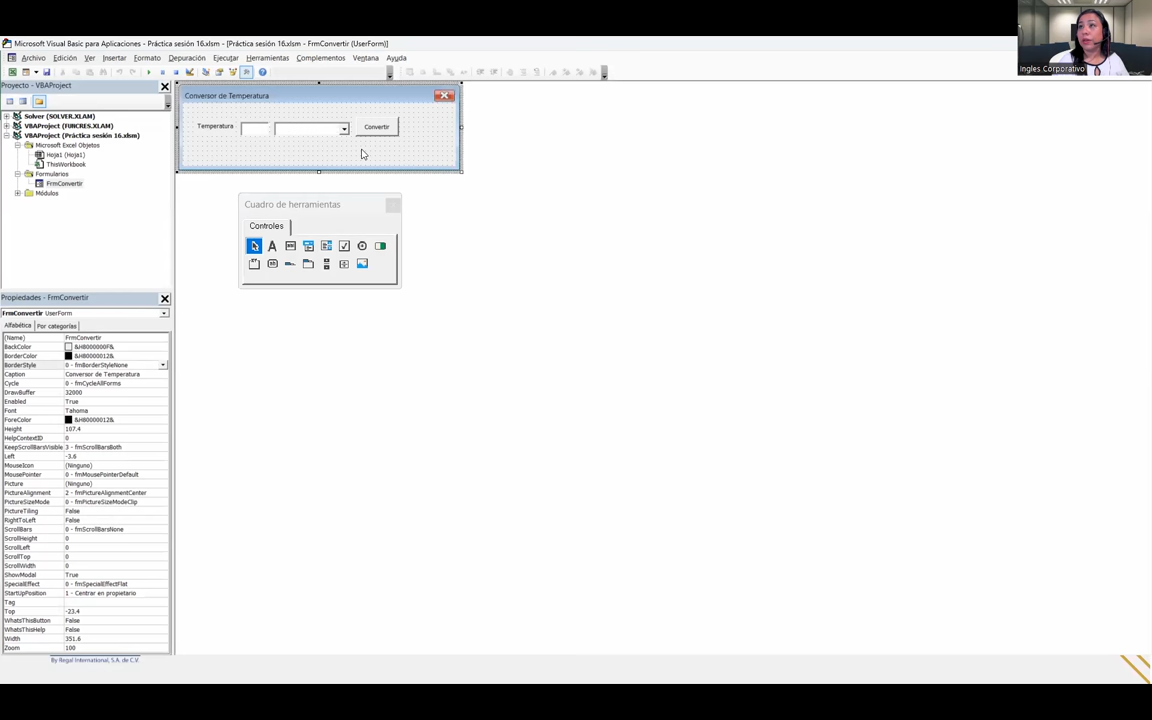 Microsoft Visual Basic para Aplicaciones - Práctica sesión 16.xlsm - [Práctica sesión 16.xlsm - FrmConvertir (UserForm)]
Archivo Edición Ver Insertar Formato Depuración Ejecutar Herramientas Complementos Ventana Ayuda
Ingles Corporativo
Proyecto - VBAProject
Solver (SOLVER.XLAM)
VBAProject (FUNCRES.XLAM)
VBAProject (Práctica sesión 16.xlsm)
Microsoft Excel Objetos
Hoja1 (Hoja1)
ThisWorkbook
Formularios
FrmConvertir
Módulos
Conversor de Temperatura
Temperatura
Convertir
Cuadro de herramientas
Controles
Propiedades - FrmConvertir
FrmConvertir UserForm
Alfabética Por categorías
(Name) FrmConvertir
BackColor &H8000000F&
BorderColor &H80000012&
BorderStyle 0 - fmBorderStyleNone
Caption Conversor de Temperatura
Cycle 0 - fmCycleAllForms
DrawBuffer 32000
Enabled True
Font Tahoma
ForeColor &H80000012&
Height 107.4
HelpContextID 0
KeepScrollBarsVisible 3 - fmScrollBarsBoth
Left -3.6
MouseIcon (Ninguno)
MousePointer 0 - fmMousePointerDefault
Picture (Ninguno)
PictureAlignment 2 - fmPictureAlignmentCenter
PictureSizeMode 0 - fmPictureSizeModeClip
PictureTiling False
RightToLeft False
ScrollBars 0 - fmScrollBarsNone
ScrollHeight 0
ScrollLeft 0
ScrollTop 0
ScrollWidth 0
ShowModal True
SpecialEffect 0 - fmSpecialEffectFlat
StartUpPosition 1 - Centrar en propietario
Tag
Top -23.4
WhatsThisButton False
WhatsThisHelp False
Width 351.6
Zoom 100
By Regal International, S.A. de C.V.